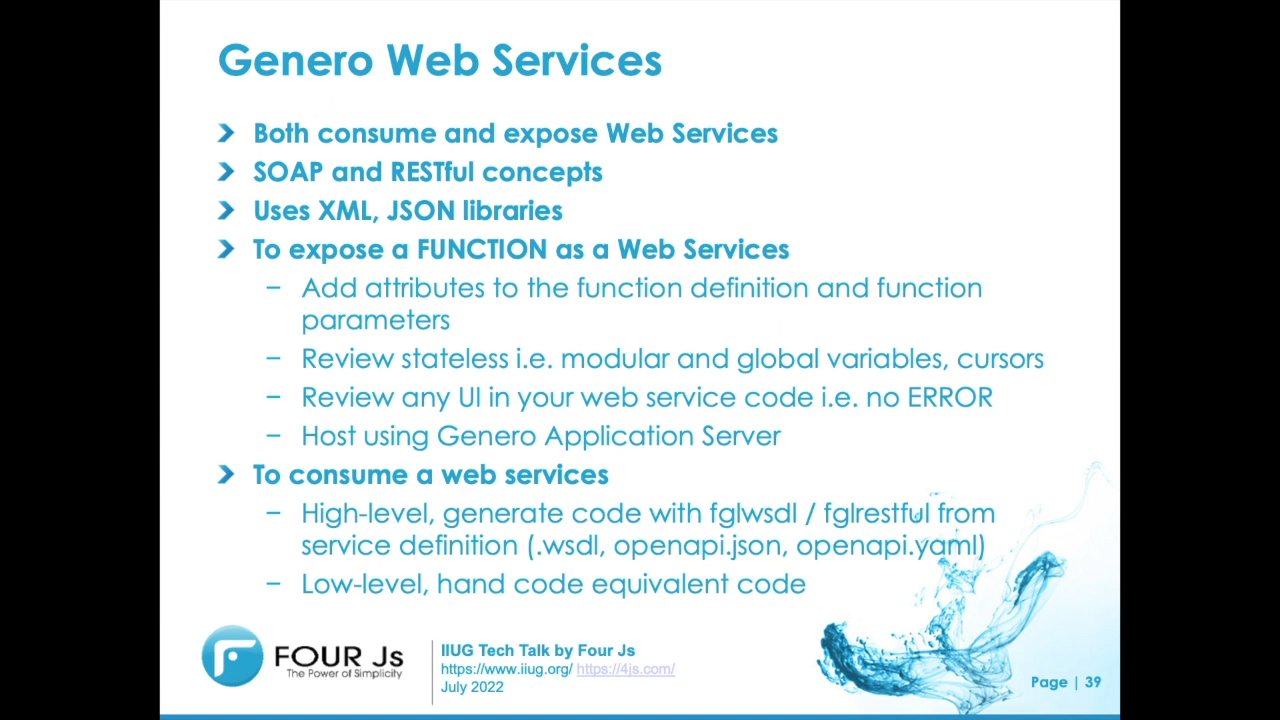 Genero Web Services
Both consume and expose Web Services
SOAP and RESTful concepts
Uses XML, JSON libraries
To expose a FUNCTION as a Web Services
− Add attributes to the function definition and function
parameters
− Review stateless i.e. modular and global variables, cursors
− Review any UI in your web service code i.e. no ERROR
− Host using Genero Application Server
To consume a web services
− High-level, generate code with fglwsdl / fglrestful from
service definition (.wsdl, openapi.json, openapi.yaml)
− Low-level, hand code equivalent code
FOUR Js
The Power of Simplicity
IIUG Tech Talk by Four Js
https://www.iiug.org/ https://4js.com/
July 2022
Page | 39